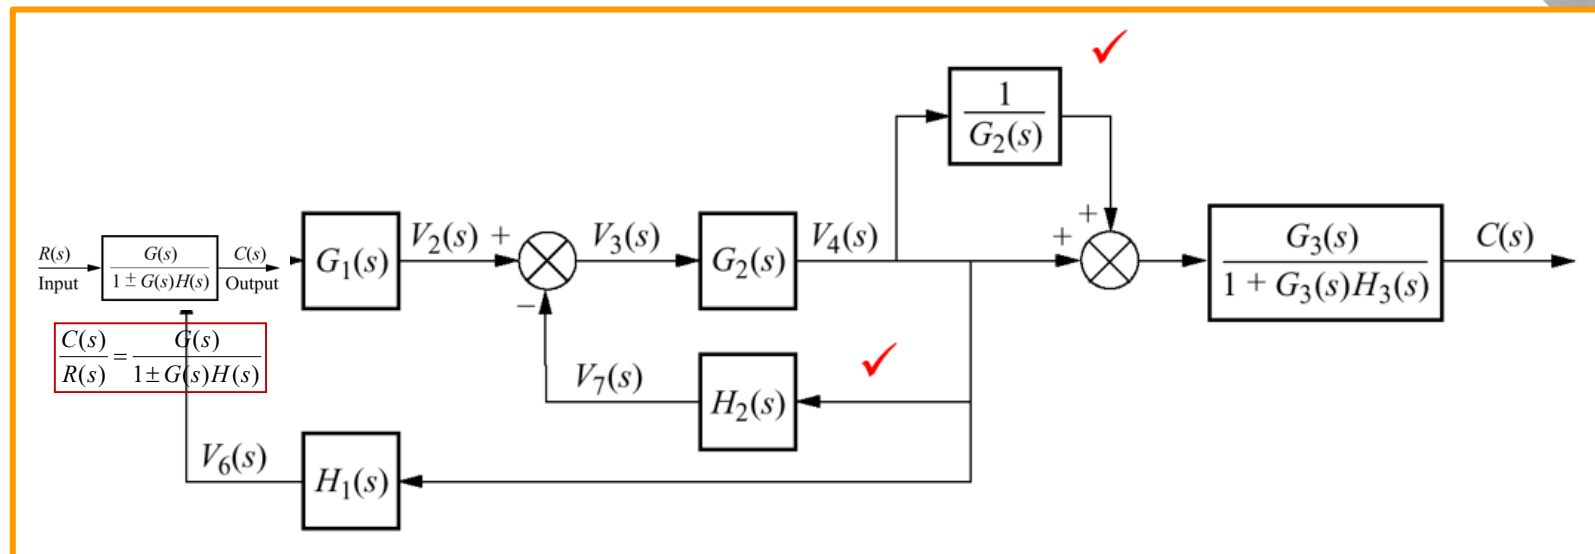 1
G₂(s)
R(s)
Input
G(s)
1 ± G(s)H(s)
C(s)
Output
G₁(s)
V₂(s) +
−
V₃(s)
G₂(s)
V₄(s)
+
+
G₃(s)
1 + G₃(s)H₃(s)
C(s)
C(s)
R(s)
=
G(s)
1 ± G(s)H(s)
V₇(s)
H₂(s)
V₆(s)
H₁(s)